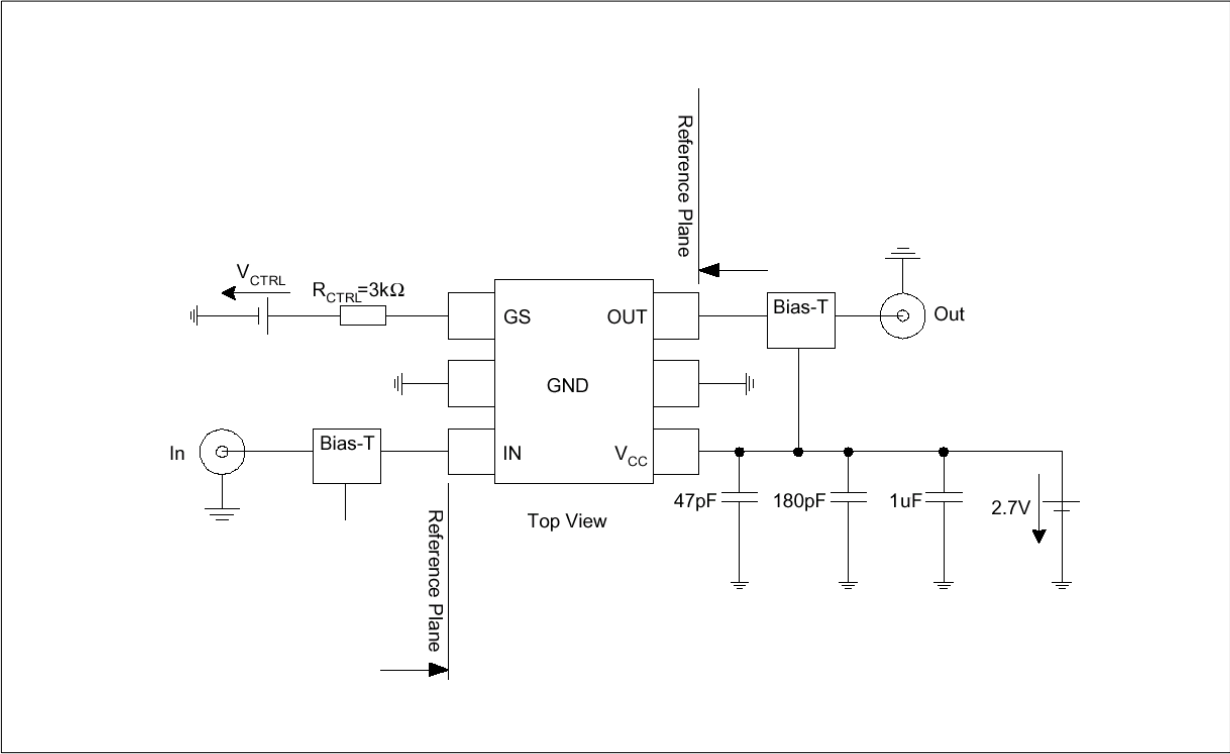 Reference Plane
VCTRL
RCTRL=3kΩ
GS
OUT
Bias-T
Out
GND
In
Bias-T
IN
VCC
47pF
180pF
1uF
2.7V
Top View
Reference Plane